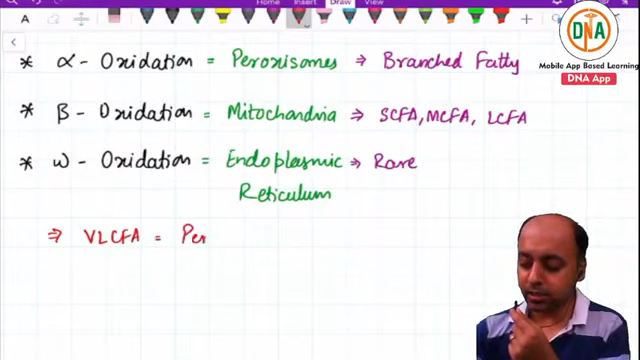 Insert Draw View
DNA
Mobile App Based Learning
DNA App
* α - Oxidation = Peroxisomes ⇒ Branched Fatty
* β - Oxidation = Mitochondria ⇒ SCFA, MCFA, LCFA
* ω - Oxidation = Endoplasmic ⇒ Rare
Reticulum
⇒ VLCFA = Per